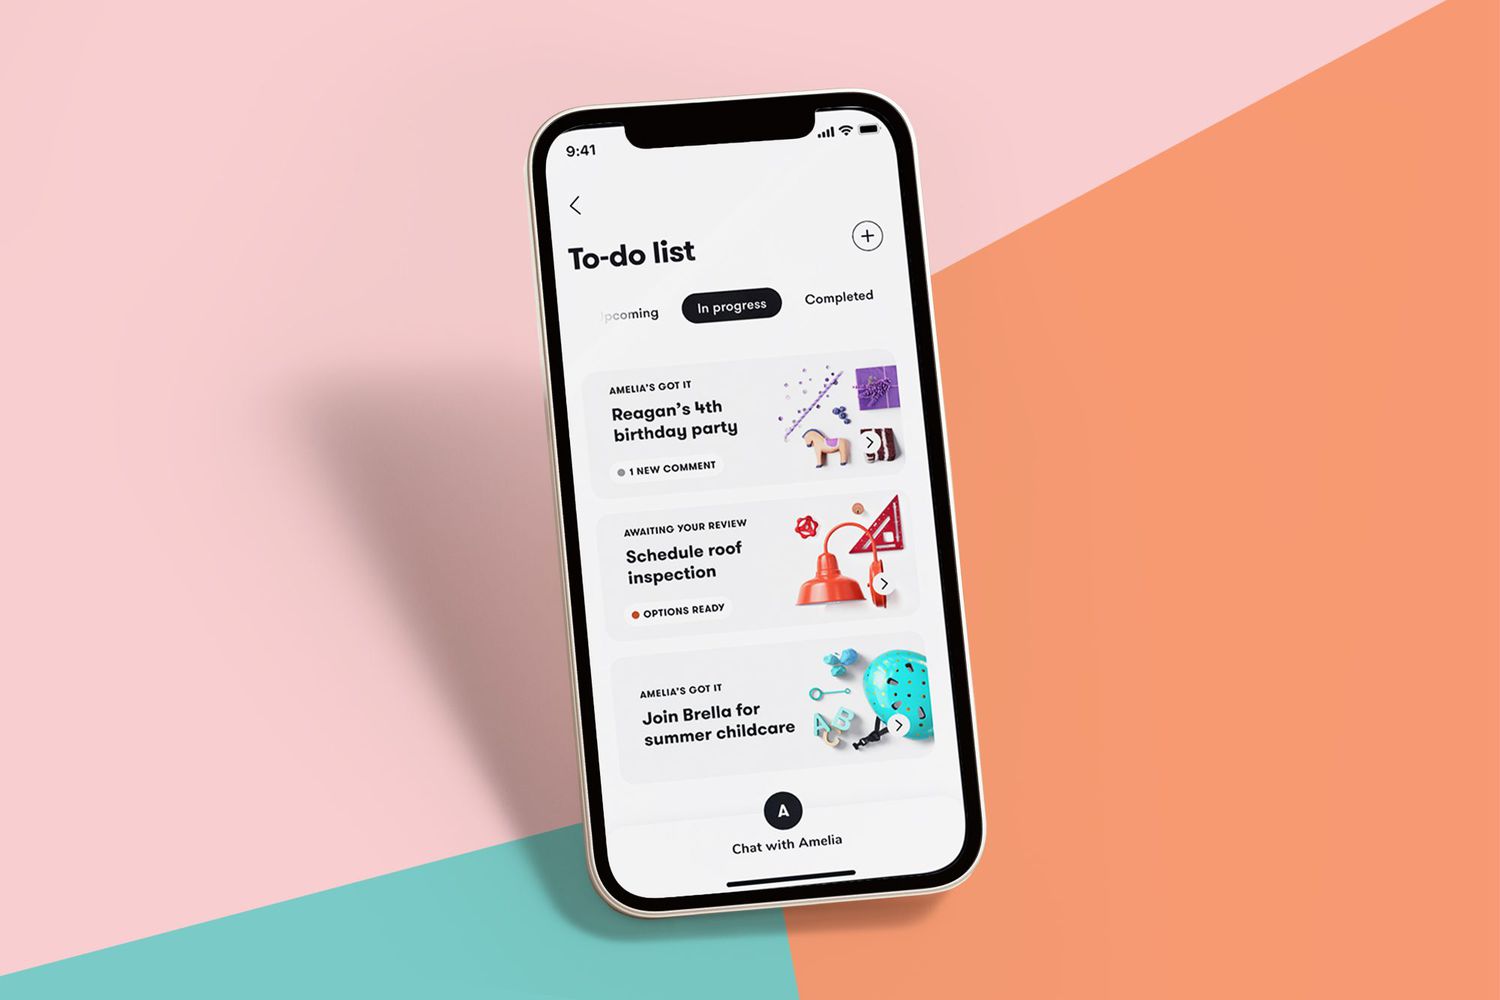 9:41
To-do list
pcoming
In progress
Completed
AMELIA'S GOT IT
Reagan's 4th
birthday party
1 NEW COMMENT
AWAITING YOUR REVIEW
Schedule roof
inspection
OPTIONS READY
AMELIA'S GOT IT
Join Brella for
summer childcare
A B
C
A
Chat with Amelia